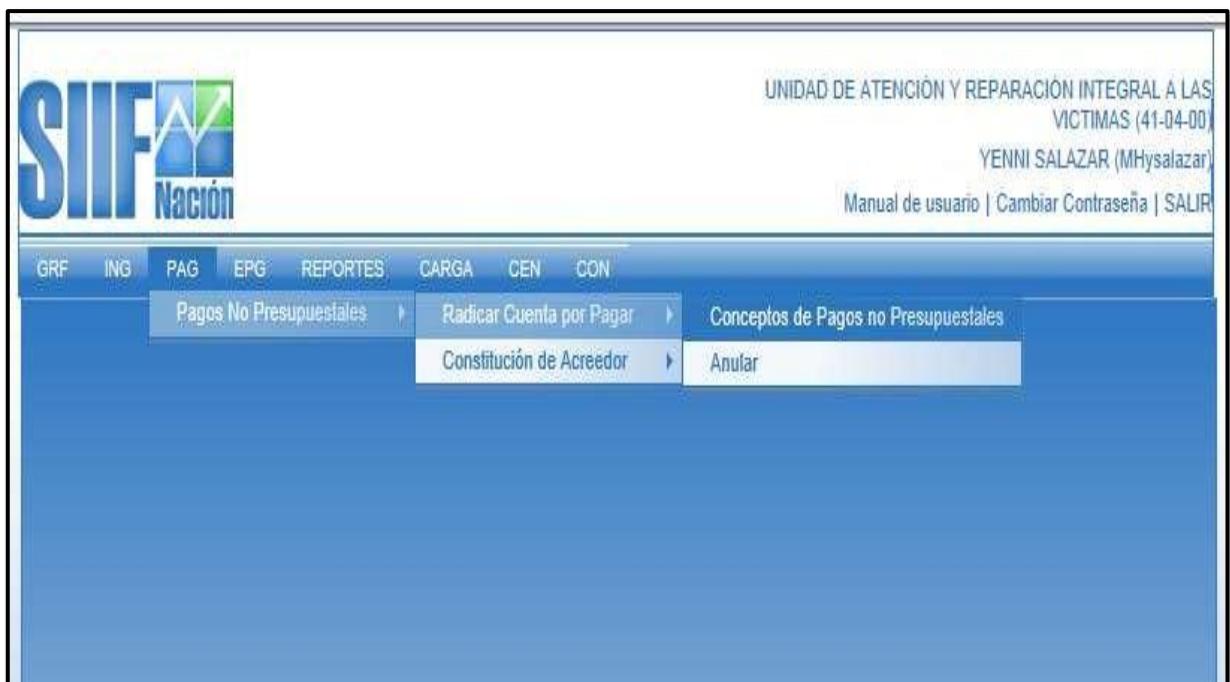 SIIF
Nación
UNIDAD DE ATENCIÓN Y REPARACIÓN INTEGRAL A LAS
VICTIMAS (41-04-00)
YENNI SALAZAR (MHysalazar)
Manual de usuario | Cambiar Contraseña | SALIR
GRF ING PAG EPG REPORTES CARGA CEN CON
Pagos No Presupuestales Radicar Cuenta por Pagar Conceptos de Pagos no Presupuestales
Constitución de Acreedor Anular